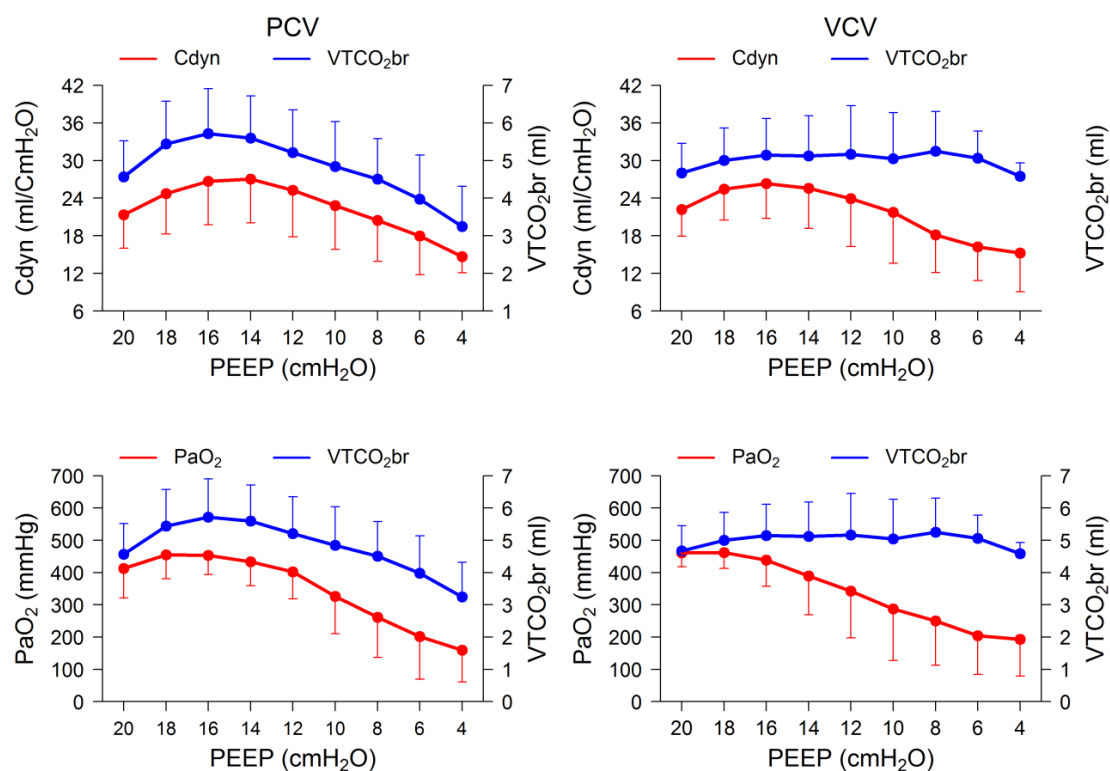 PCV
VCV
Cdyn VTCO₂br
Cdyn VTCO₂br
Cdyn (ml/CmH₂O)
42
36
30
24
18
12
6
7
6
5
4
3
2
1
VTCO₂br (ml)
20 18 16 14 12 10 8 6 4
PEEP (cmH₂O)
Cdyn (ml/CmH₂O)
42
36
30
24
18
12
6
VTCO₂br (ml)
20 18 16 14 12 10 8 6 4
PEEP (cmH₂O)
PaO₂ VTCO₂br
PaO₂ VTCO₂br
PaO₂ (mmHg)
700
600
500
400
300
200
100
0
7
6
5
4
3
2
1
0
VTCO₂br (ml)
20 18 16 14 12 10 8 6 4
PEEP (cmH₂O)
PaO₂ (mmHg)
700
600
500
400
300
200
100
0
7
6
5
4
3
2
1
0
VTCO₂br (ml)
20 18 16 14 12 10 8 6 4
PEEP (cmH₂O)